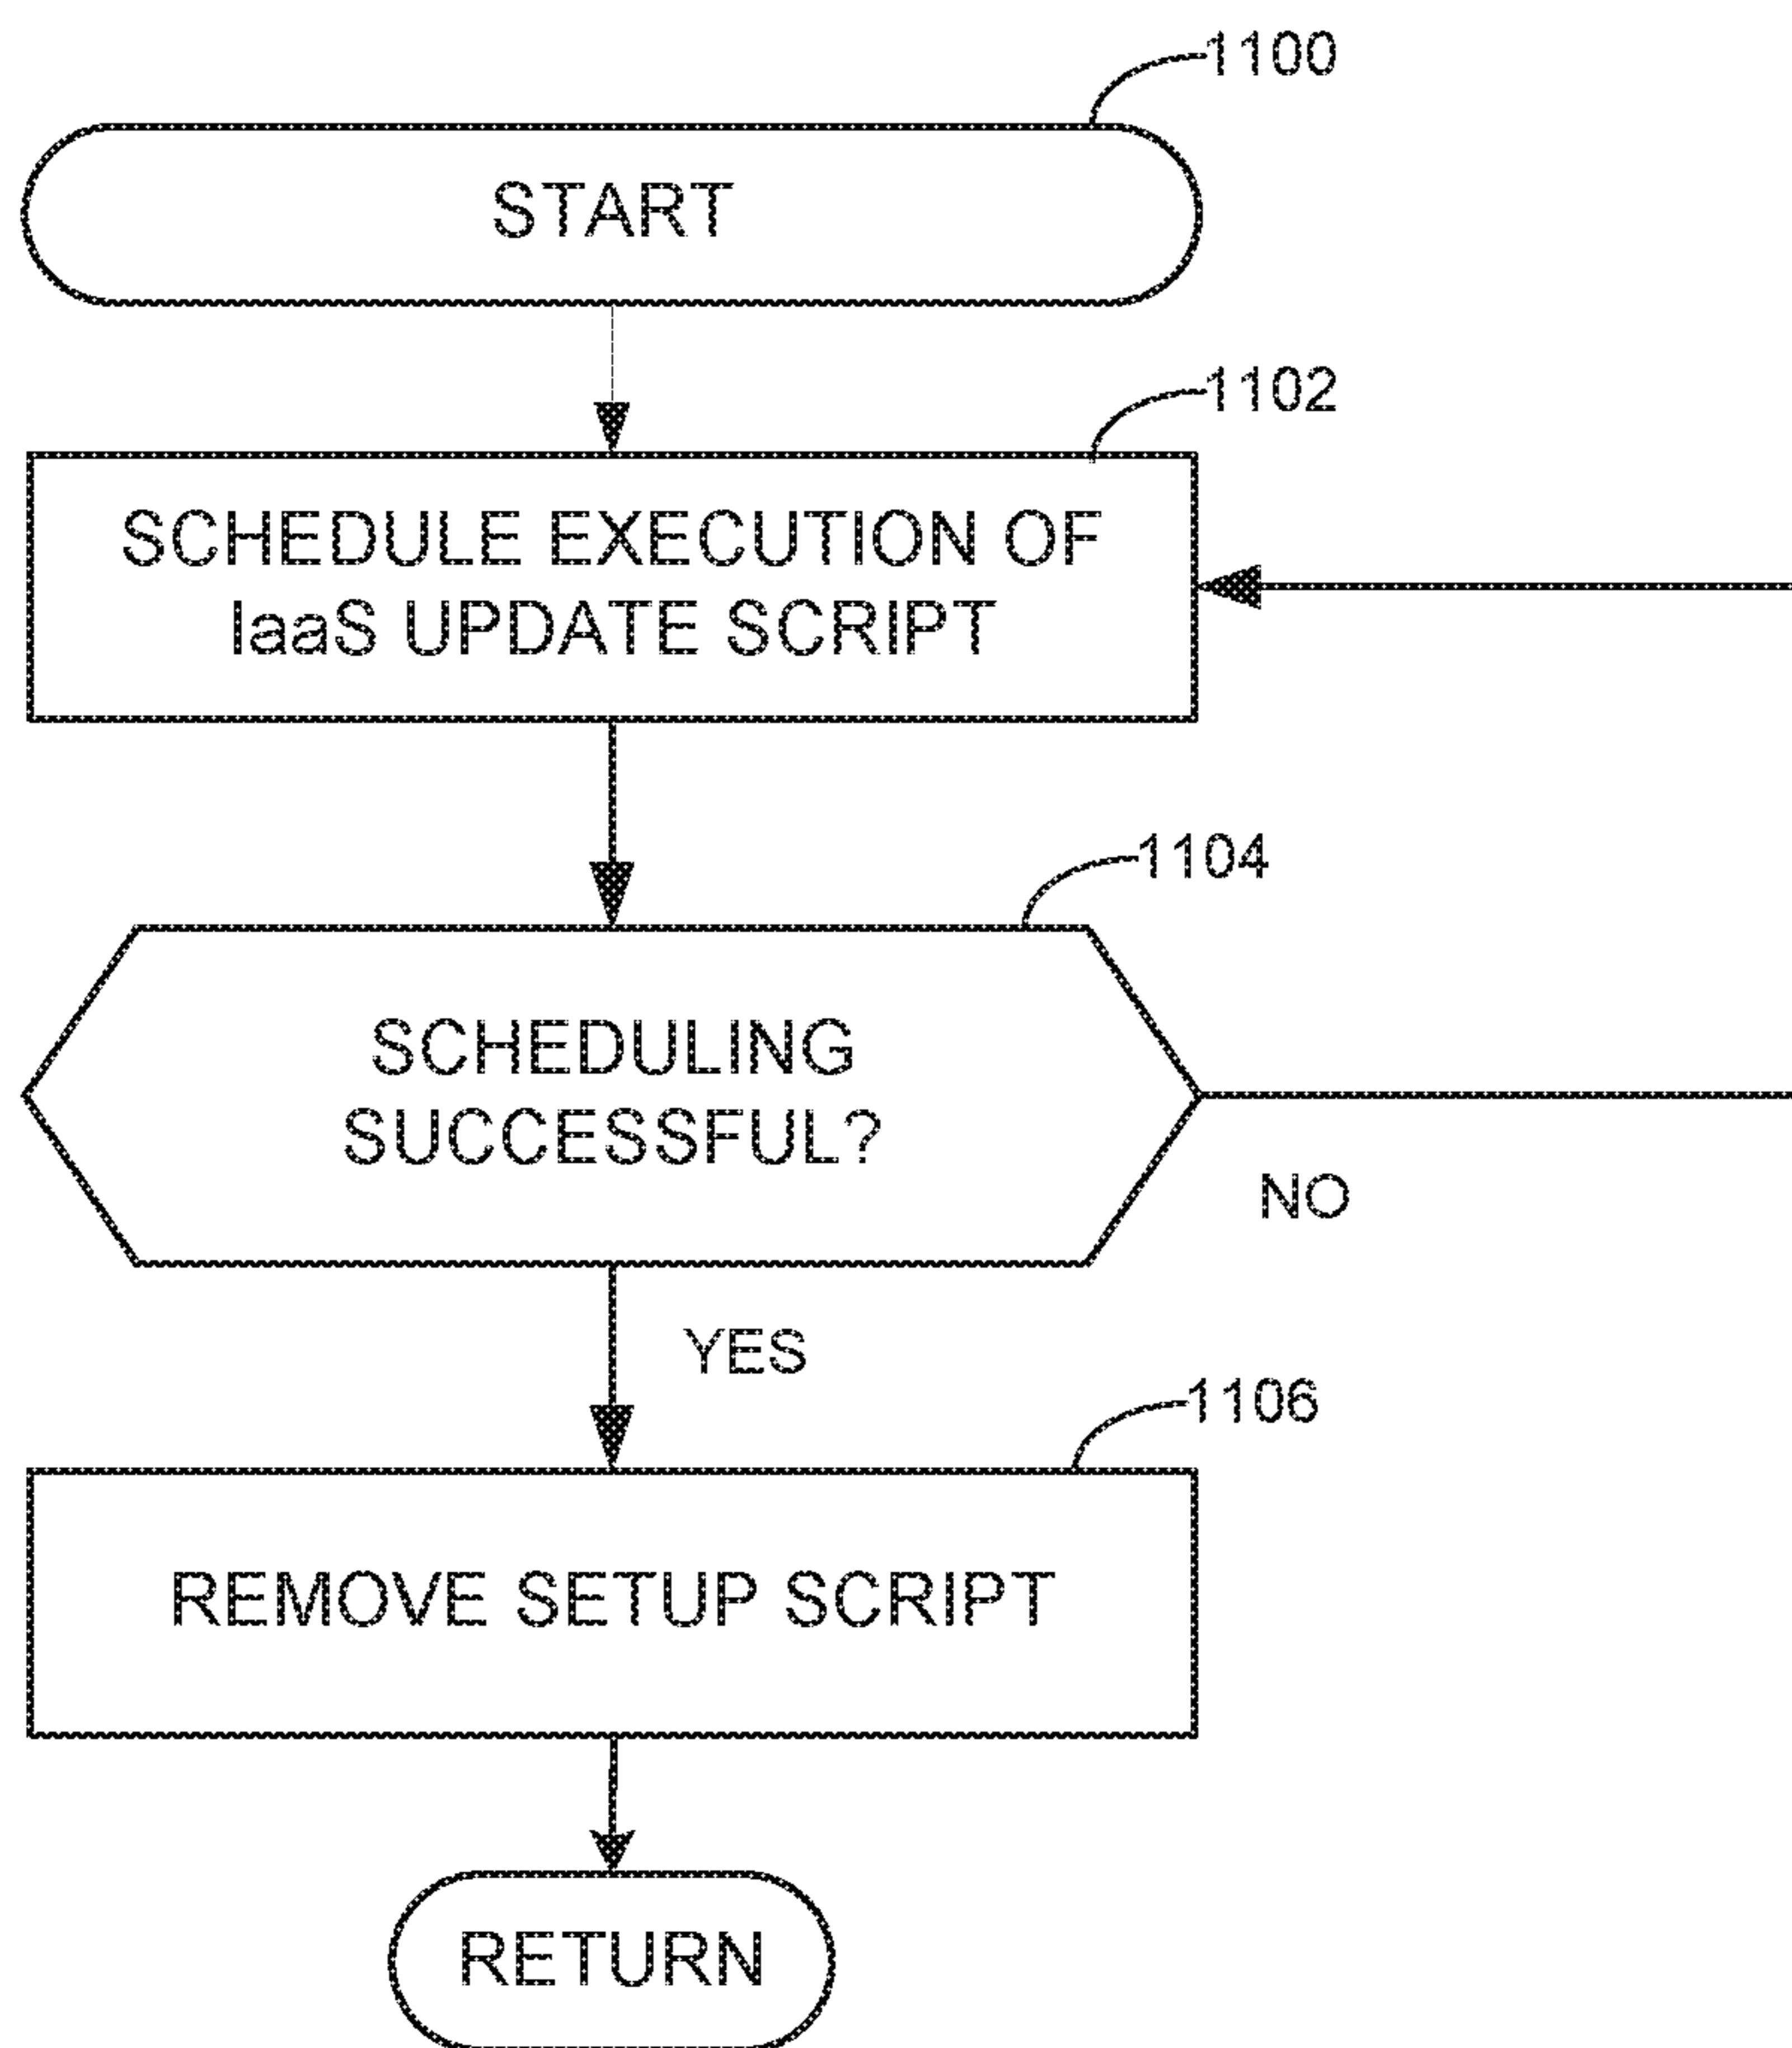 1100
START
1102
SCHEDULE EXECUTION OF
IaaS UPDATE SCRIPT
1104
SCHEDULING
SUCCESSFUL?
NO
YES
1106
REMOVE SETUP SCRIPT
RETURN